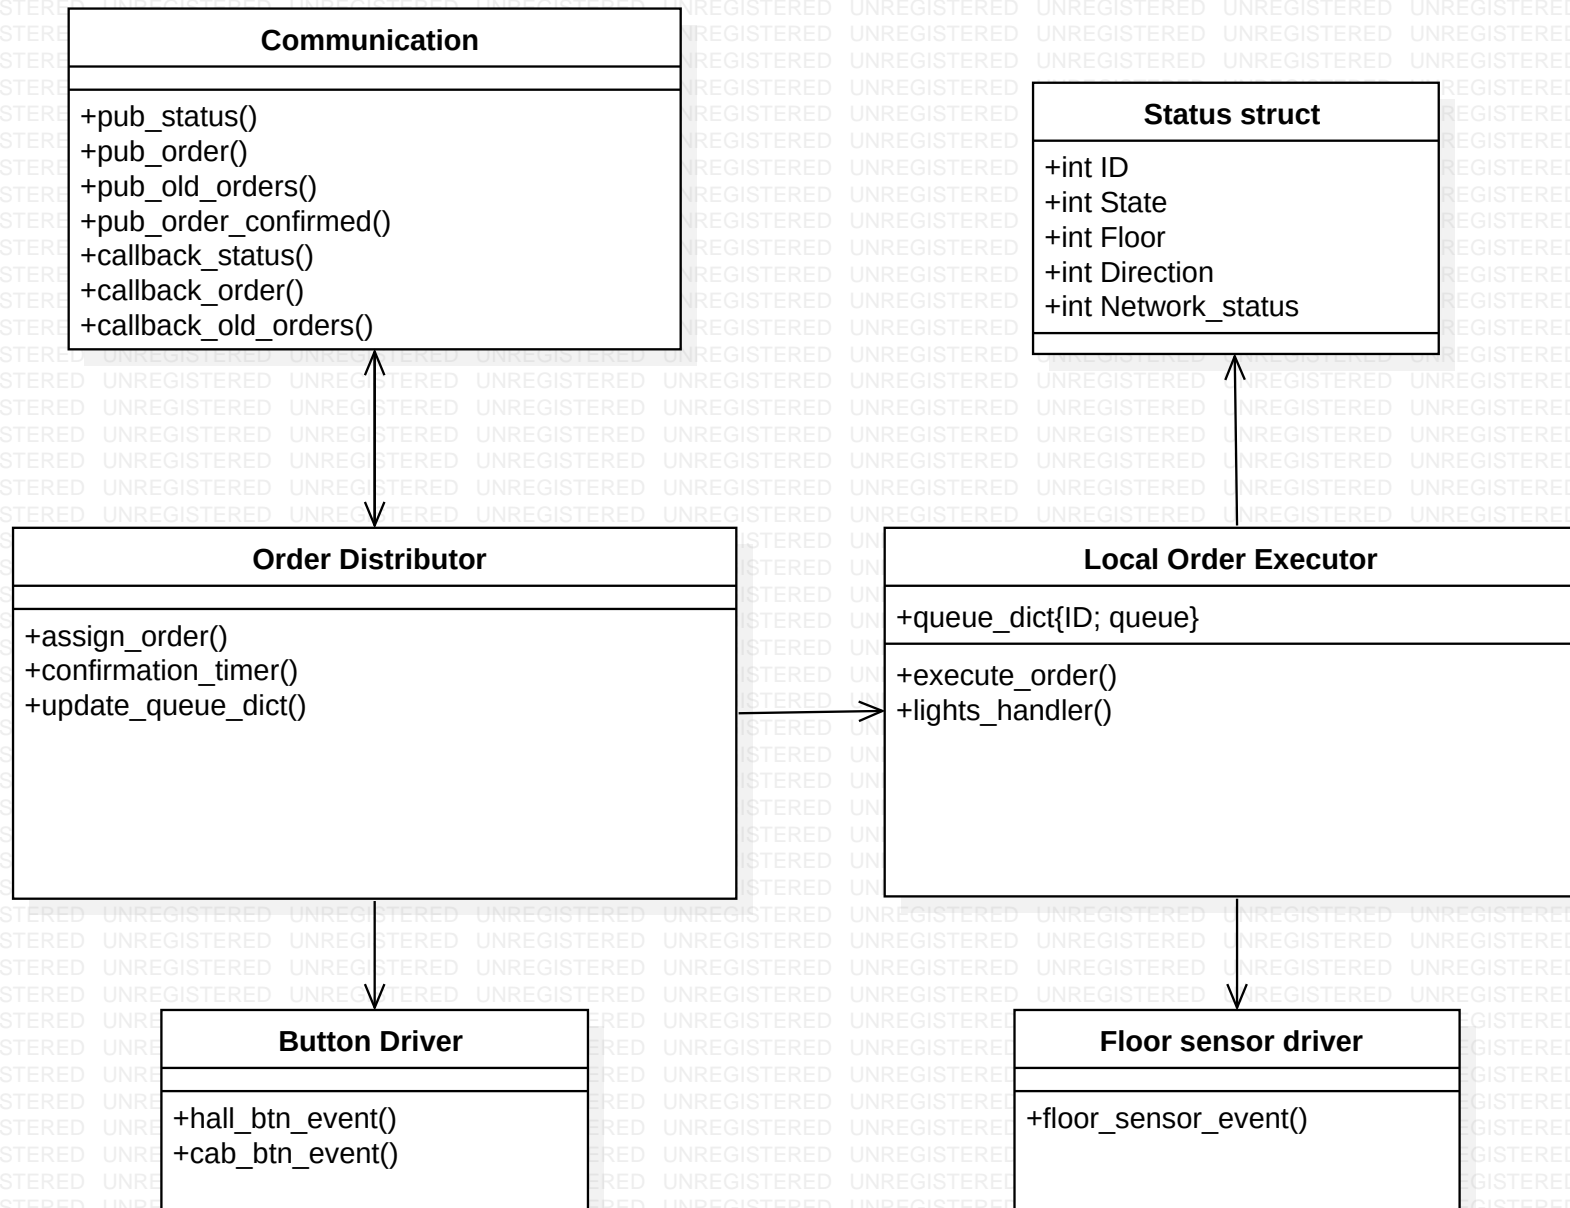 Communication
+pub_status()
+pub_order()
+pub_old_orders()
+pub_order_confirmed()
+callback_status()
+callback_order()
+callback_old_orders()
Status struct
+int ID
+int State
+int Floor
+int Direction
+int Network_status
Order Distributor
+assign_order()
+confirmation_timer()
+update_queue_dict()
Local Order Executor
+queue_dict{ID; queue}
+execute_order()
+lights_handler()
Button Driver
+hall_btn_event()
+cab_btn_event()
Floor sensor driver
+floor_sensor_event()
UNREGISTERED